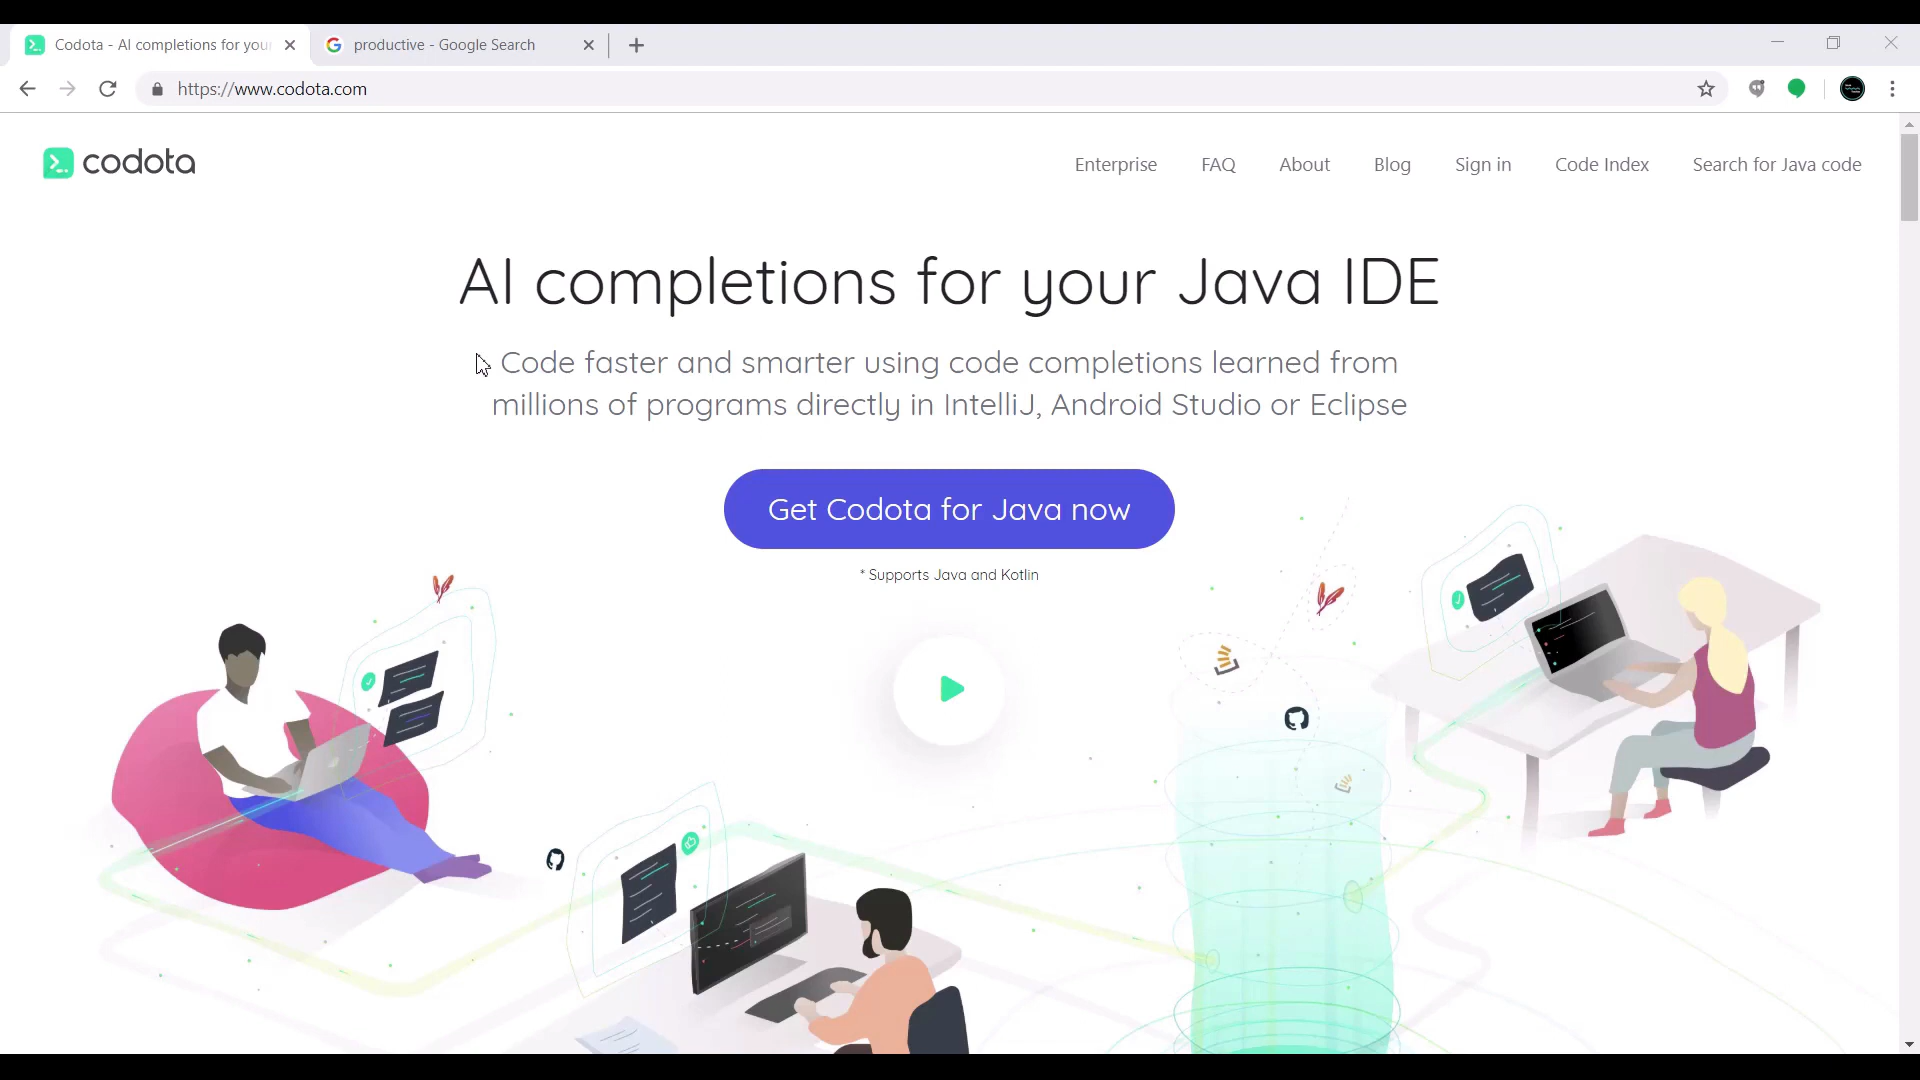 Codota - AI completions for your
productive - Google Search
https://www.codota.com
codota
Enterprise
FAQ
About
Blog
Sign in
Code Index
Search for Java code
AI completions for your Java IDE
Code faster and smarter using code completions learned from
millions of programs directly in IntelliJ, Android Studio or Eclipse
Get Codota for Java now
* Supports Java and Kotlin